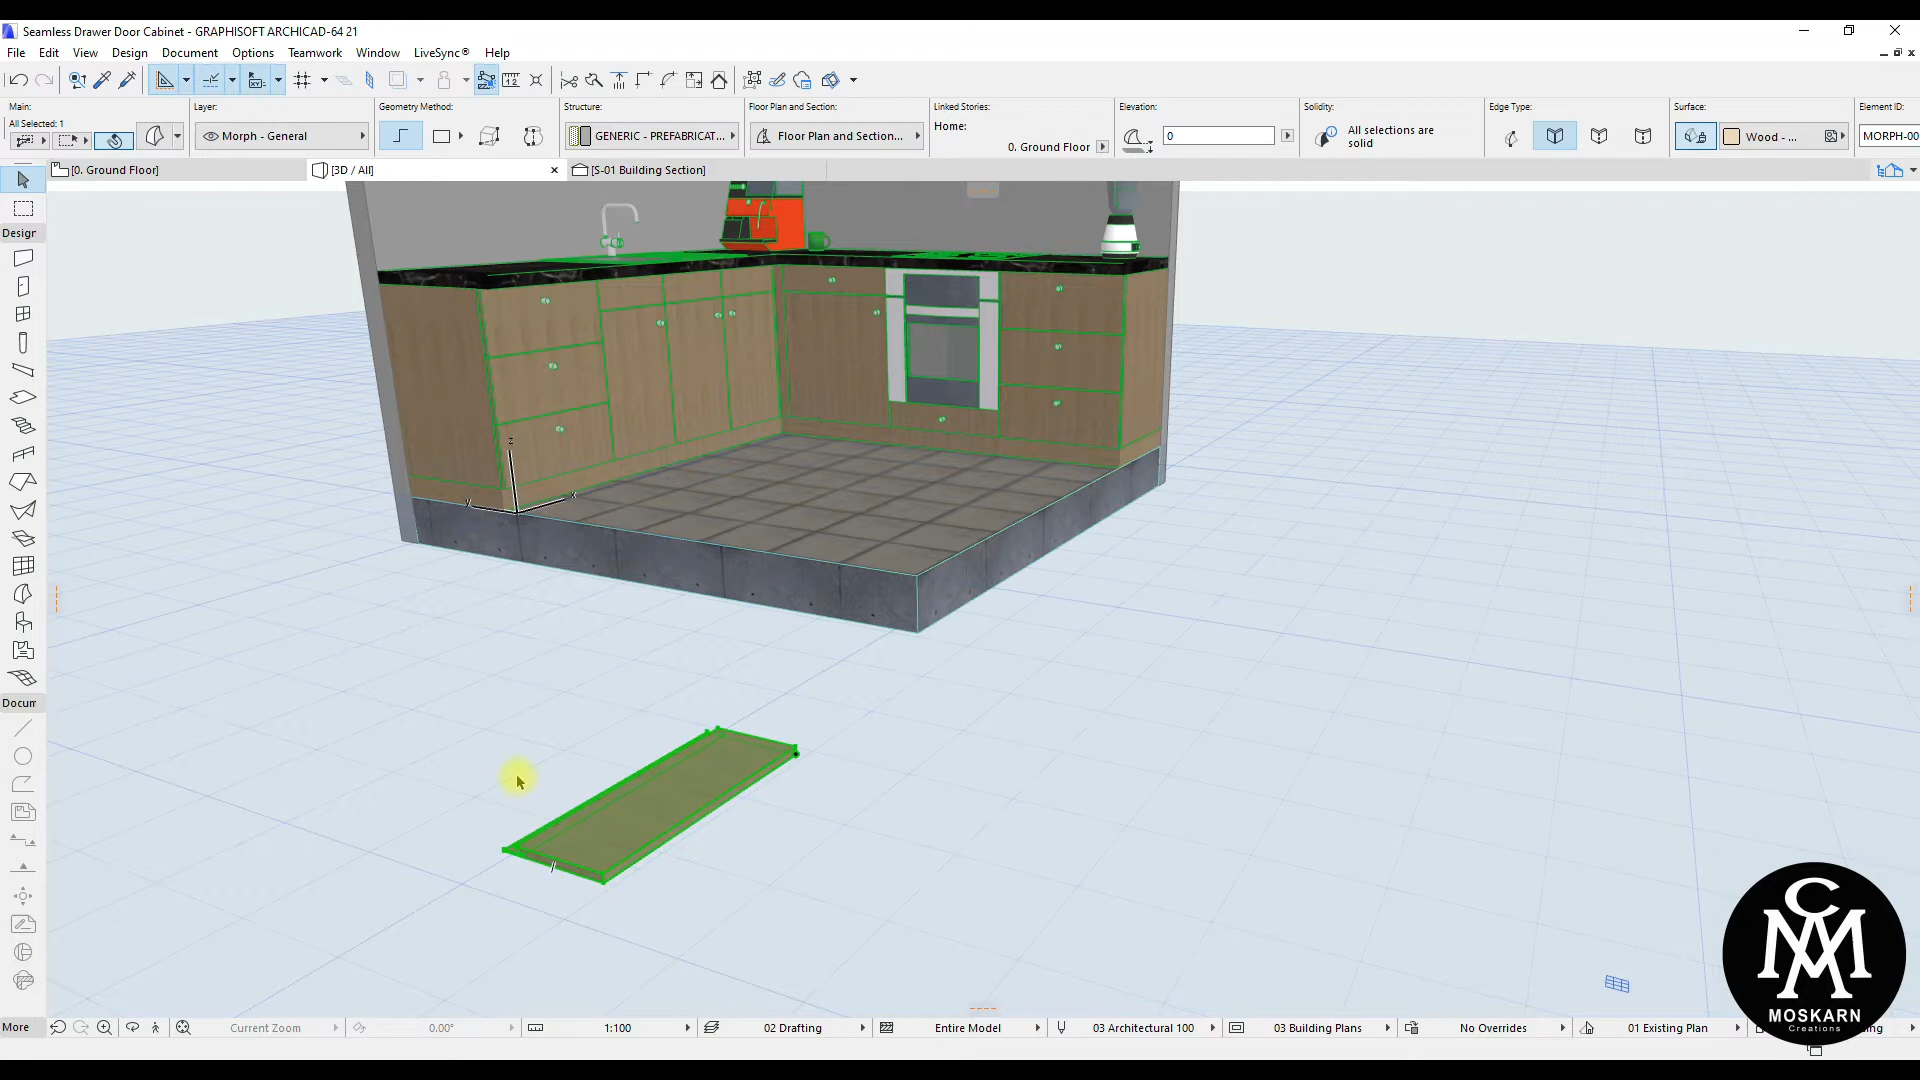 Seamless Drawer Door Cabinet - GRAPHISOFT ARCHICAD-64 21
File Edit View Design Document Options Teamwork Window LiveSync® Help
Main: Layer: Geometry Method: Structure: Floor Plan and Section: Linked Stories: Elevation: Solidity: Edge Type: Surface: Element ID:
All Selected: 1
Morph - General
GENERIC - PREFABRICAT...
Floor Plan and Section...
Home:
0. Ground Floor
0
All selections are
solid
Wood - ...
MORPH-00
[0. Ground Floor]
[3D / All]
[S-01 Building Section]
Design
z
x
y
Docum
More
Current Zoom
0.00°
1:100
02 Drafting
Entire Model
03 Architectural 100
03 Building Plans
No Overrides
01 Existing Plan
CM
MOSKARN
Creations